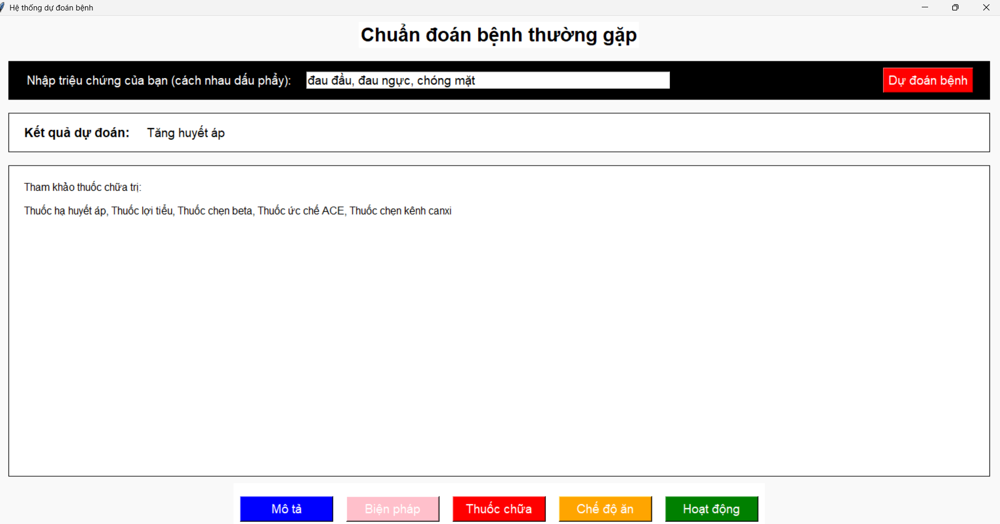 Hệ thống dự đoán bệnh
Chuẩn đoán bệnh thường gặp
Nhập triệu chứng của bạn (cách nhau dấu phẩy): đau đầu, đau ngực, chóng mặt Dự đoán bệnh
Kết quả dự đoán: Tăng huyết áp
Tham khảo thuốc chữa trị:
Thuốc hạ huyết áp, Thuốc lợi tiểu, Thuốc chẹn beta, Thuốc ức chế ACE, Thuốc chẹn kênh canxi
Mô tả Biện pháp Thuốc chữa Chế độ ăn Hoạt động